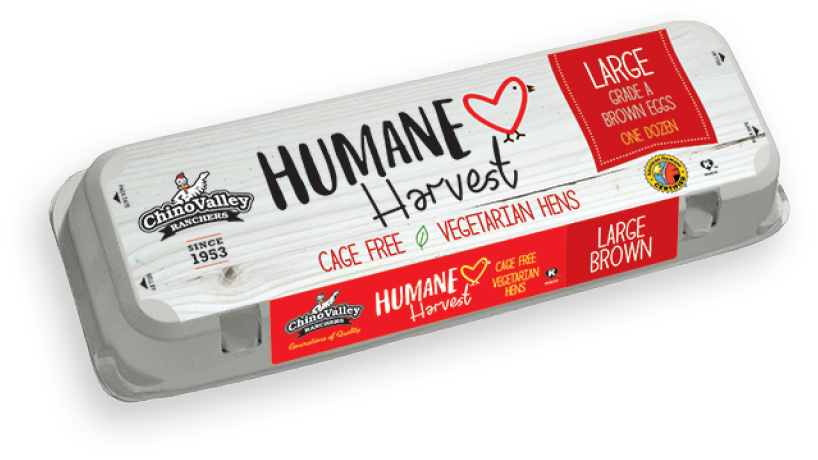 HUMANE
Harvest
CAGE FREE VEGETARIAN HENS
ChinoValley
RANCHERS
SINCE
1953
LARGE
GRADE A
BROWN EGGS
ONE DOZEN
CERTIFIED
ChinoValley
RANCHERS
Generations of Quality
HUMANE
Harvest
CAGE FREE
VEGETARIAN
HENS
K
LARGE
BROWN